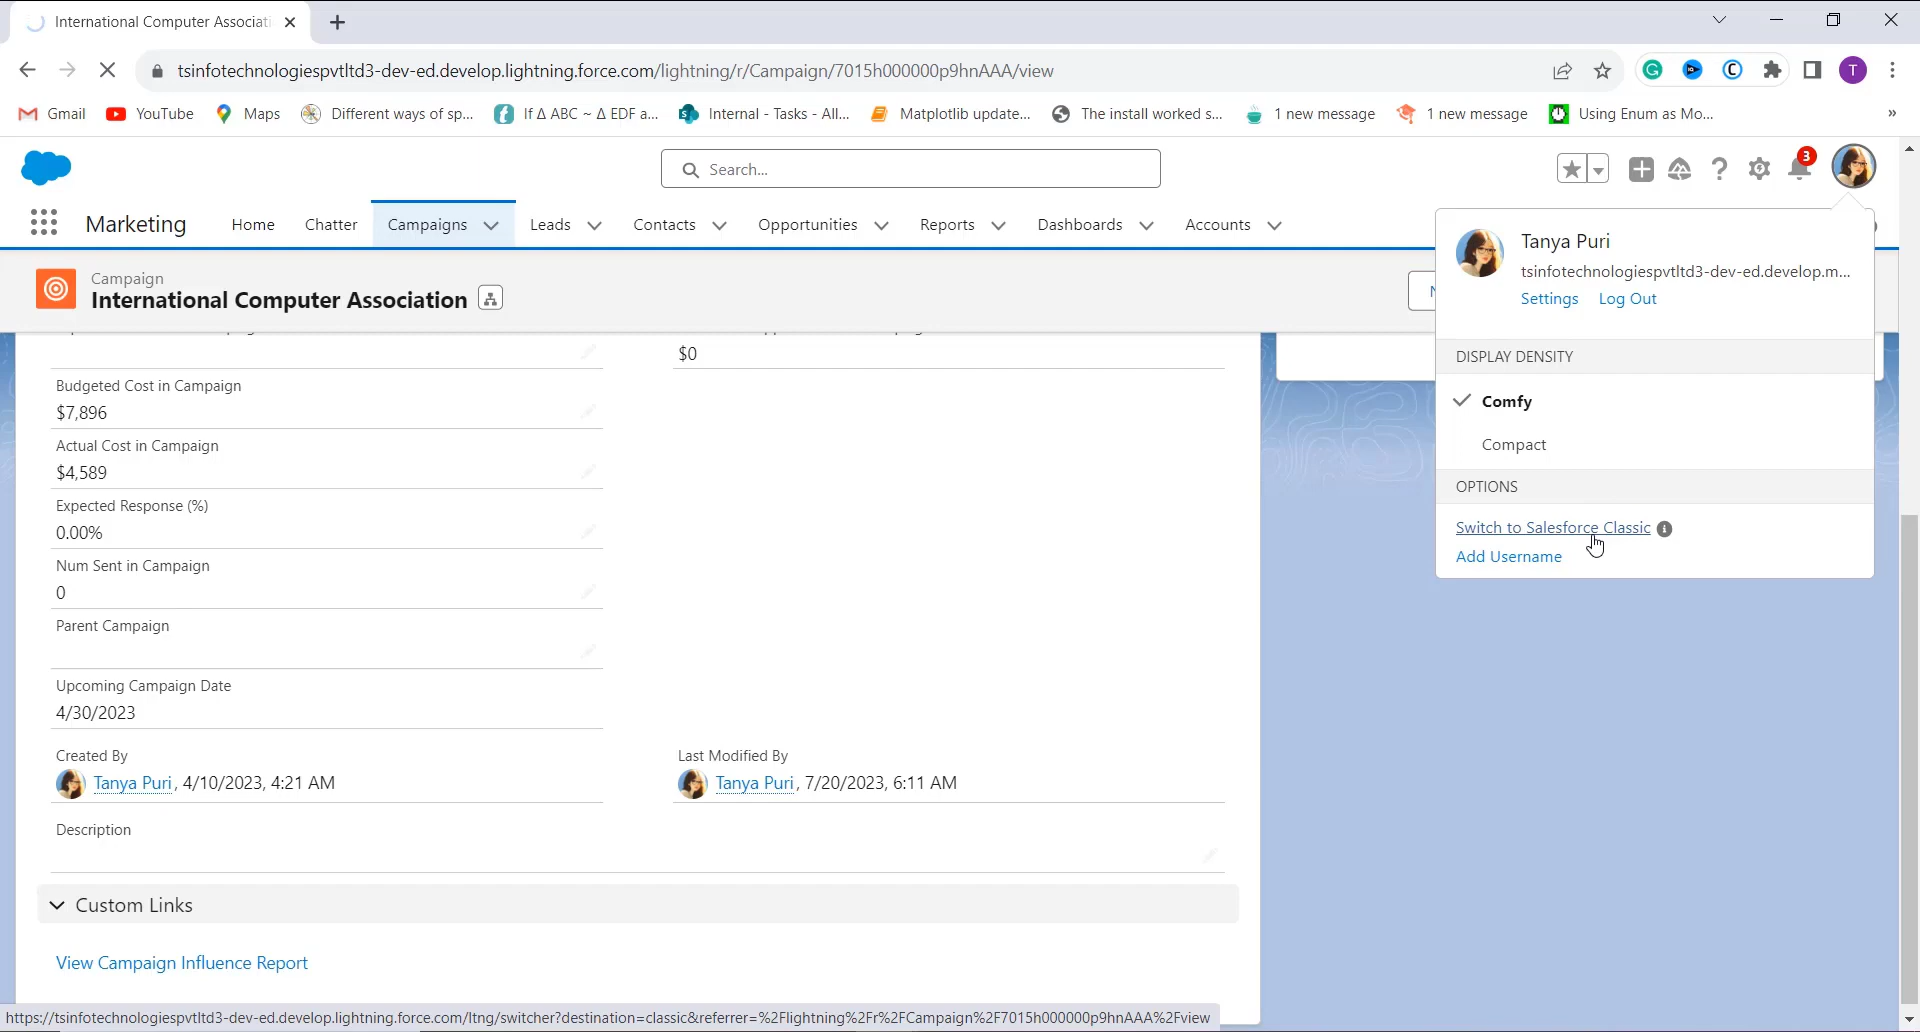 International Computer Associati
tsinfotechnologiespvtltd3-dev-ed.develop.lightning.force.com/lightning/r/Campaign/7015h000000p9hnAAA/view
T
Gmail YouTube Maps Different ways of sp... If Δ ABC ~ Δ EDF a... Internal - Tasks - All... Matplotlib update... The install worked s... 1 new message 1 new message Using Enum as Mo... »
Search...
3
Marketing Home Chatter Campaigns Leads Contacts Opportunities Reports Dashboards Accounts
Tanya Puri
tsinfotechnologiespvtltd3-dev-ed.develop.m...
Settings Log Out
Campaign
International Computer Association
DISPLAY DENSITY
Comfy
Compact
OPTIONS
Switch to Salesforce Classic
Add Username
$0
Budgeted Cost in Campaign
$7,896
Actual Cost in Campaign
$4,589
Expected Response (%)
0.00%
Num Sent in Campaign
0
Parent Campaign
Upcoming Campaign Date
4/30/2023
Created By
Tanya Puri, 4/10/2023, 4:21 AM
Last Modified By
Tanya Puri, 7/20/2023, 6:11 AM
Description
Custom Links
View Campaign Influence Report
https://tsinfotechnologiespvtltd3-dev-ed.develop.lightning.force.com/ltng/switcher?destination=classic&referrer=%2Flightning%2Fr%2FCampaign%2F7015h000000p9hnAAA%2Fview